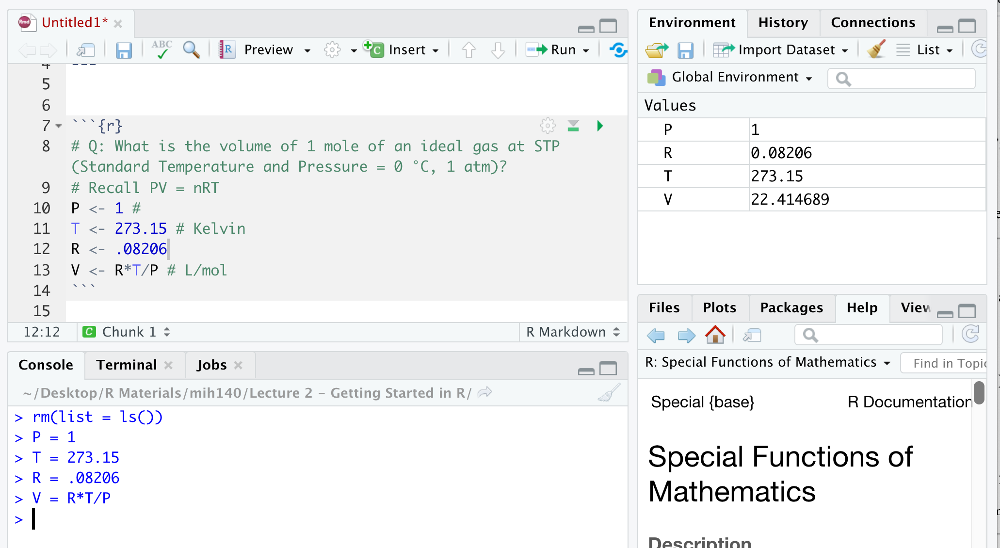 Untitled1*
ABC
Preview
Insert
Run
4 ---
5
6
7 ```{r}
8 # Q: What is the volume of 1 mole of an ideal gas at STP
(Standard Temperature and Pressure = 0 °C, 1 atm)?
9 # Recall PV = nRT
10 P <- 1 #
11 T <- 273.15 # Kelvin
12 R <- .08206
13 V <- R*T/P # L/mol
14 ```
15
12:12 C Chunk 1 R Markdown
Console Terminal Jobs
~/Desktop/R Materials/mih140/Lecture 2 – Getting Started in R/
> rm(list = ls())
> P = 1
> T = 273.15
> R = .08206
> V = R*T/P
>
Environment History Connections
Import Dataset List
Global Environment
Values
P 1
R 0.08206
T 273.15
V 22.414689
Files Plots Packages Help View
R: Special Functions of Mathematics Find in Topic
Special {base} R Documentation
Special Functions of
Mathematics
Description